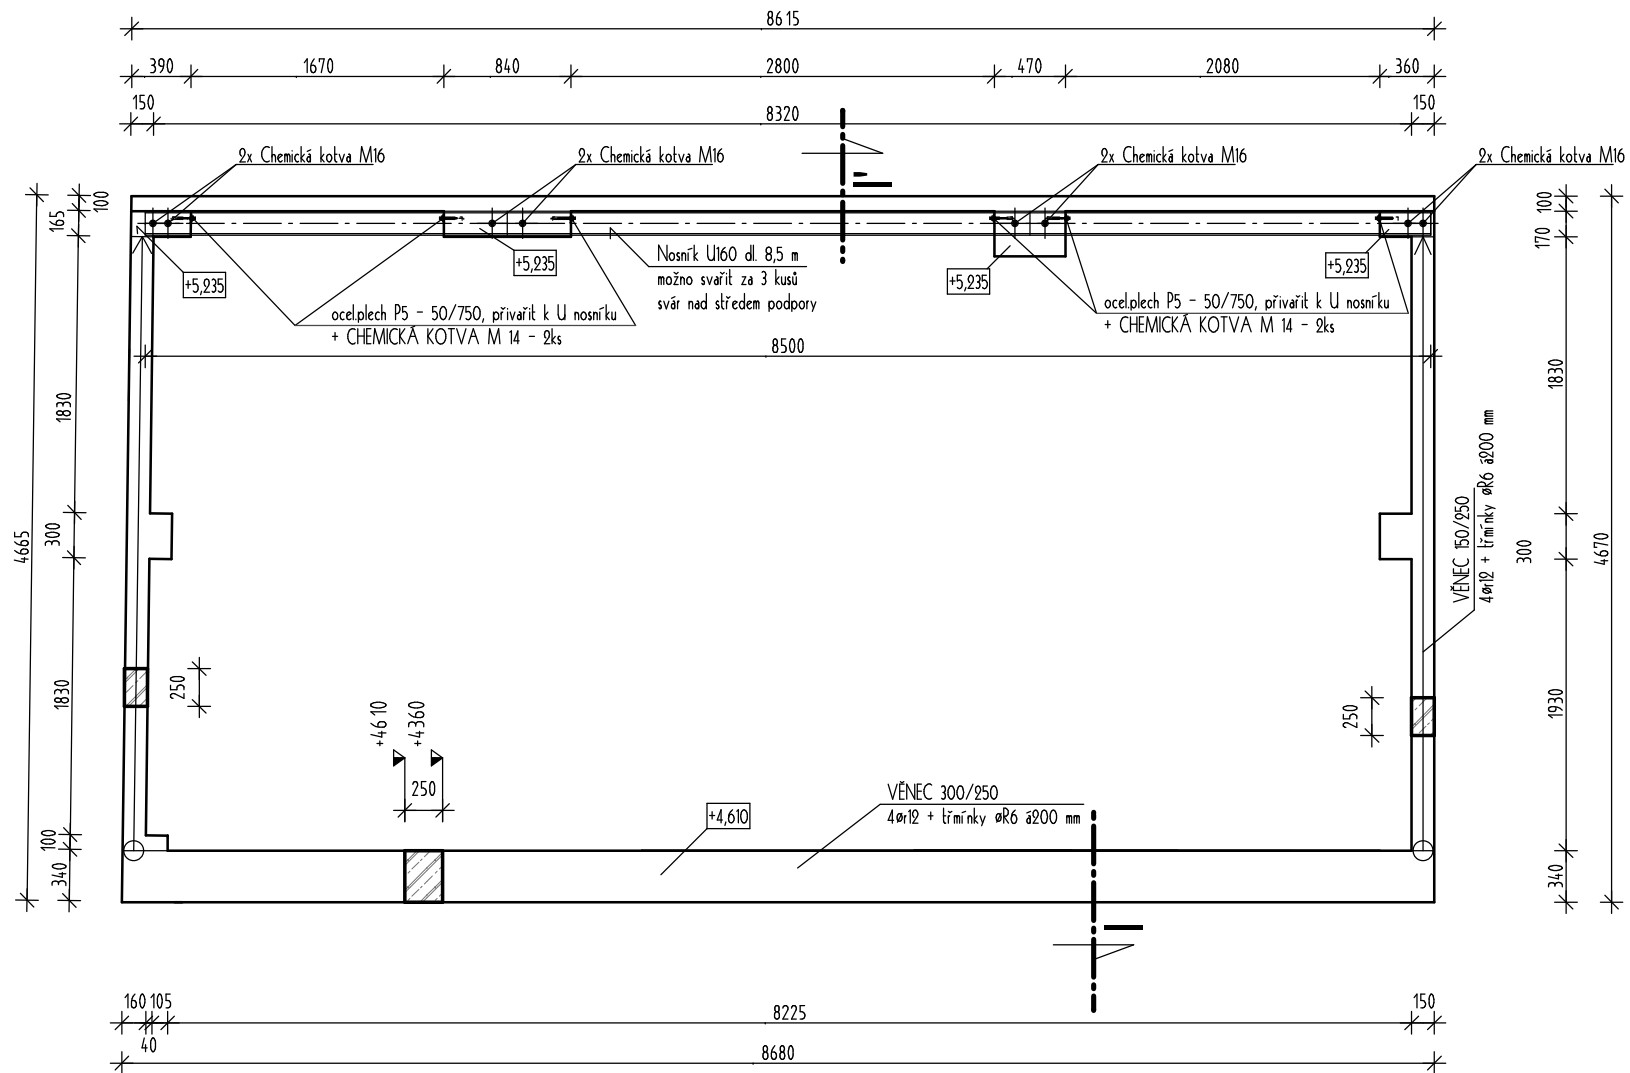 8615
390 1670 840 2800 470 2080 360
150 8320 150
2x Chemická kotva M16
2x Chemická kotva M16
2x Chemická kotva M16
2x Chemická kotva M16
100
165
100
170
+5,235
+5,235
+5,235
+5,235
Nosník U160 dl. 8,5 m
možno svařit za 3 kusů
svár nad středem podpory
ocel.plech P5 - 50/750, přivařit k U nosníku
+ CHEMICKÁ KOTVA M 14 - 2ks
ocel.plech P5 - 50/750, přivařit k U nosníku
+ CHEMICKÁ KOTVA M 14 - 2ks
8500
1830
1830
4665
300
300
4670
VĚNEC 150/250
4ør12 + třmínky øR6 á200 mm
250
1830
250
1930
+4610
+4360
250
+4,610
VĚNEC 300/250
4ør12 + třmínky øR6 á200 mm
100
340
340
160 105 8225 150
40
8680